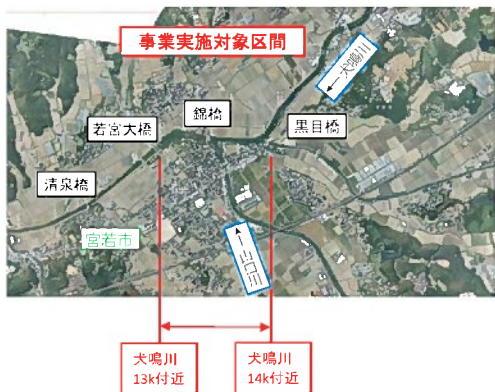 事業実施対象区間
←犬鳴川
錦橋
若宮大橋
黒目橋
清泉橋
宮若市
←山口川
犬鳴川
13k付近
犬鳴川
14k付近